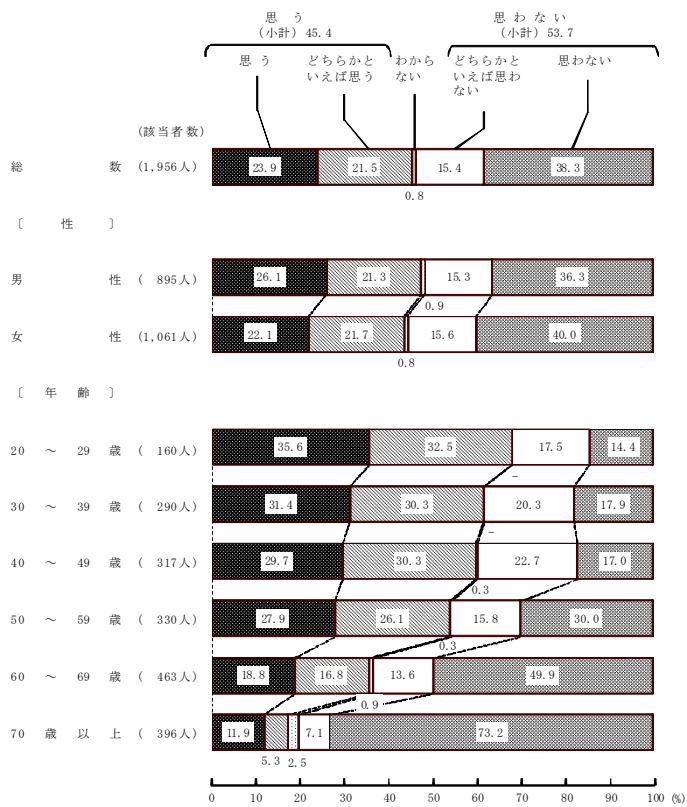 思 う 思 わ な い
(小計) 45.4 (小計) 53.7
思 う どちらかと わから どちらかと 思わない
いえば思う ない いえば思わ
ない
(該当者数)
総 数 (1,956人) 23.9 21.5 15.4 38.3
0.8
〔 性 〕
男 性 ( 895人) 26.1 21.3 15.3 36.3
0.9
女 性 (1,061人) 22.1 21.7 15.6 40.0
0.8
〔 年 齢 〕
20 ～ 29 歳 ( 160人) 35.6 32.5 17.5 14.4
－
30 ～ 39 歳 ( 290人) 31.4 30.3 20.3 17.9
－
40 ～ 49 歳 ( 317人) 29.7 30.3 22.7 17.0
0.3
50 ～ 59 歳 ( 330人) 27.9 26.1 15.8 30.0
0.3
60 ～ 69 歳 ( 463人) 18.8 16.8 13.6 49.9
0.9
70 歳 以 上 ( 396人) 11.9 7.1 73.2
5.3 2.5
0 10 20 30 40 50 60 70 80 90 100 (%)